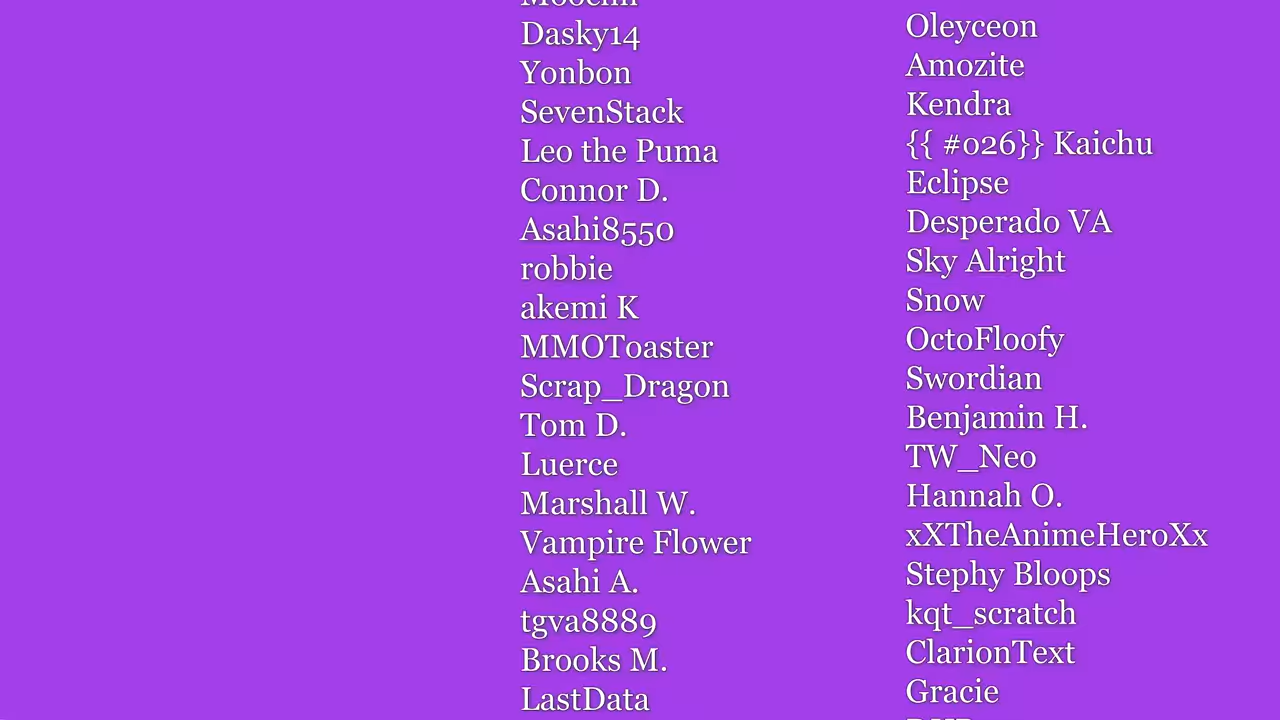 Dasky14
Yonbon
SevenStack
Leo the Puma
Connor D.
Asahi8550
robbie
akemi K
MMOToaster
Scrap_Dragon
Tom D.
Luerce
Marshall W.
Vampire Flower
Asahi A.
tgva8889
Brooks M.
LastData
Oleyceon
Amozite
Kendra
{{ #026}} Kaichu
Eclipse
Desperado VA
Sky Alright
Snow
OctoFloofy
Swordian
Benjamin H.
TW_Neo
Hannah O.
xXTheAnimeHeroXx
Stephy Bloops
kqt_scratch
ClarionText
Gracie